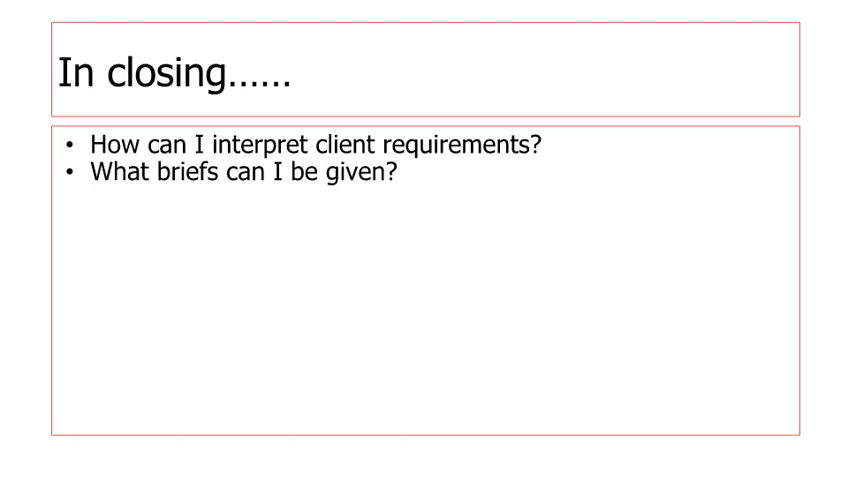 In closing……
• How can I interpret client requirements?
• What briefs can I be given?